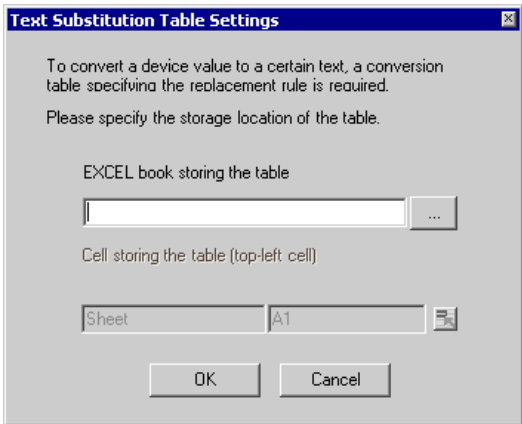 Text Substitution Table Settings
To convert a device value to a certain text, a conversion
table specifying the replacement rule is required.
Please specify the storage location of the table.
EXCEL book storing the table
...
Cell storing the table (top-left cell)
Sheet A1
OK Cancel